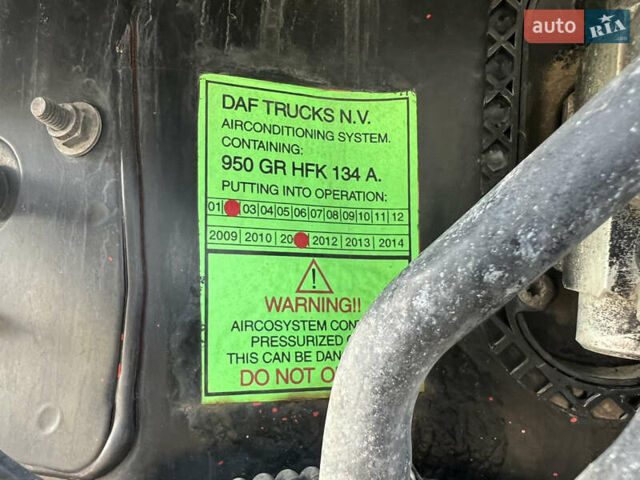 auto RIA.com
DAF TRUCKS N.V.
AIRCONDITIONING SYSTEM.
CONTAINING:
950 GR HFK 134 A.
PUTTING INTO OPERATION:
01| |03|04|05|06|07|08|09|10|11|12
2009|2010|20 |2012|2013|2014
WARNING!!
AIRCOSYSTEM CON
PRESSURIZED
THIS CAN BE DAN
DO NOT O